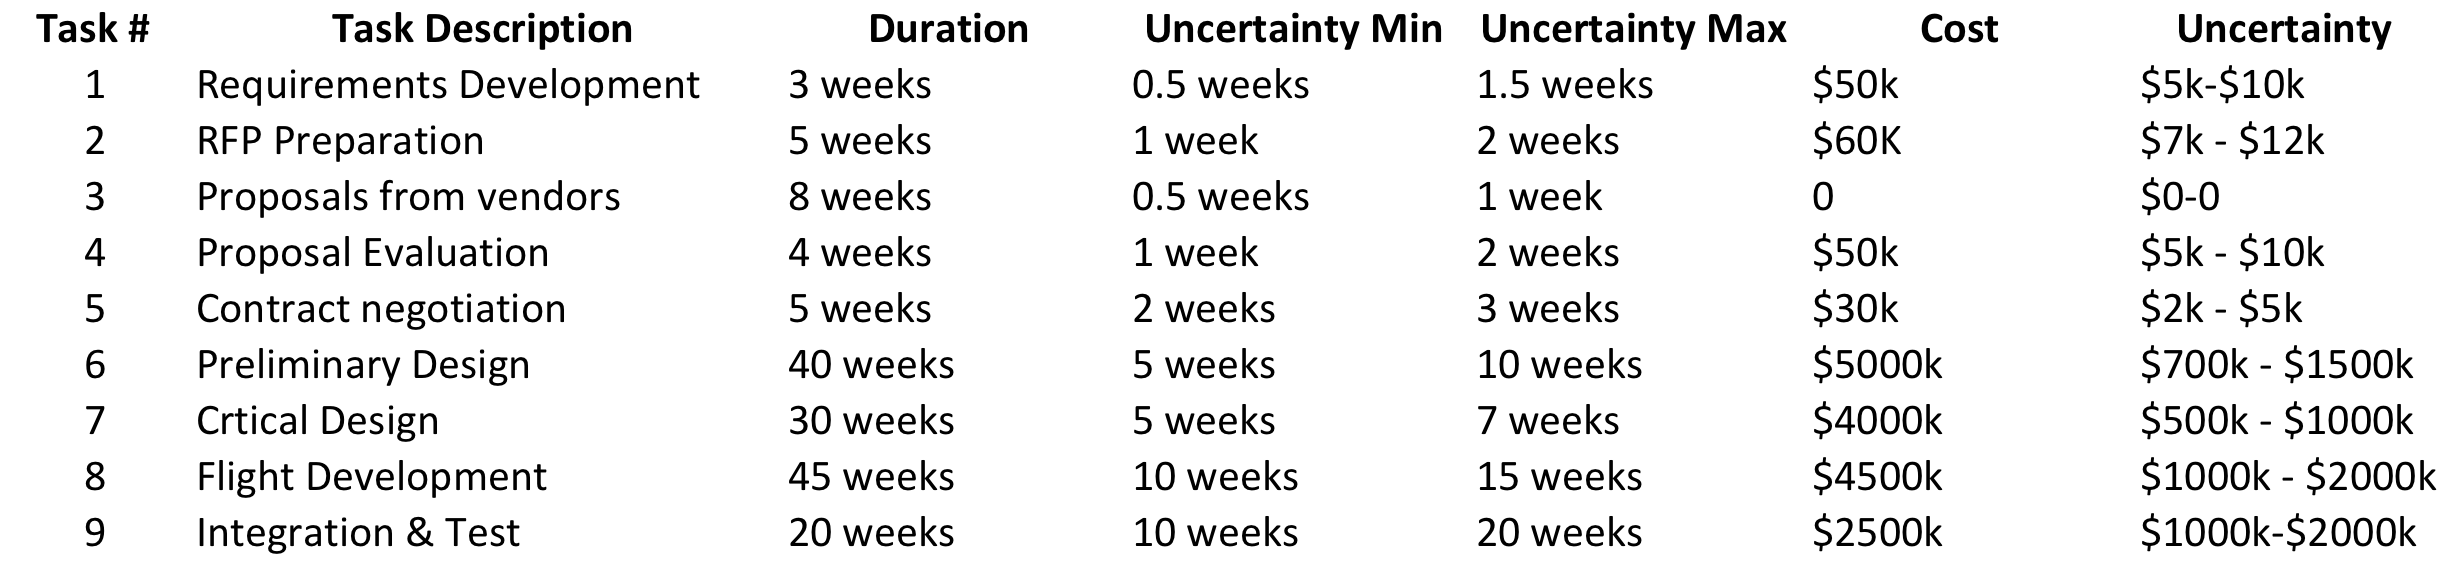 Task # Task Description Duration Uncertainty Min Uncertainty Max Cost Uncertainty
1 Requirements Development 3 weeks 0.5 weeks 1.5 weeks $50k $5k-$10k
2 RFP Preparation 5 weeks 1 week 2 weeks $60K $7k - $12k
3 Proposals from vendors 8 weeks 0.5 weeks 1 week 0 $0-0
4 Proposal Evaluation 4 weeks 1 week 2 weeks $50k $5k - $10k
5 Contract negotiation 5 weeks 2 weeks 3 weeks $30k $2k - $5k
6 Preliminary Design 40 weeks 5 weeks 10 weeks $5000k $700k - $1500k
7 Crtical Design 30 weeks 5 weeks 7 weeks $4000k $500k - $1000k
8 Flight Development 45 weeks 10 weeks 15 weeks $4500k $1000k - $2000k
9 Integration & Test 20 weeks 10 weeks 20 weeks $2500k $1000k-$2000k